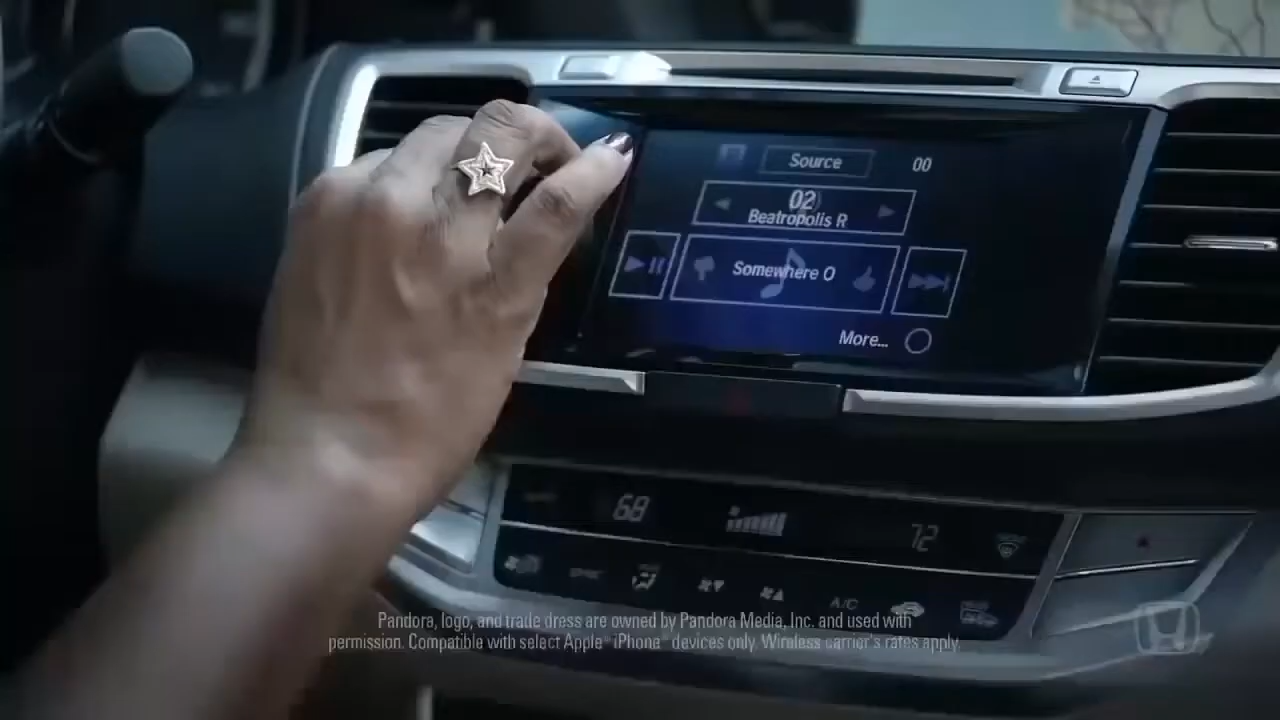 Source
00
02
Beatropolis R
Somewhere O
More...
68
72
A/C
Pandora, logo, and trade dress are owned by Pandora Media, Inc. and used with
permission. Compatible with select Apple® iPhone™ devices only. Wireless carrier's rates apply.